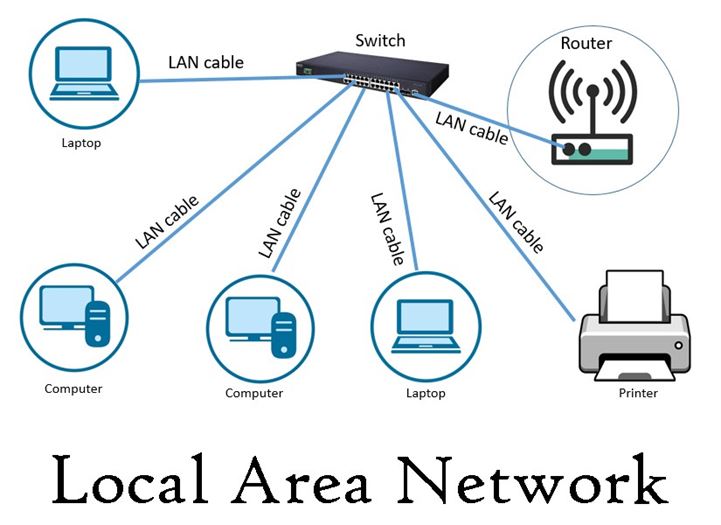 Switch
Router
LAN cable
LAN cable
Laptop
LAN cable
LAN cable
LAN cable
LAN cable
Computer
Computer
Laptop
Printer
Local Area Network